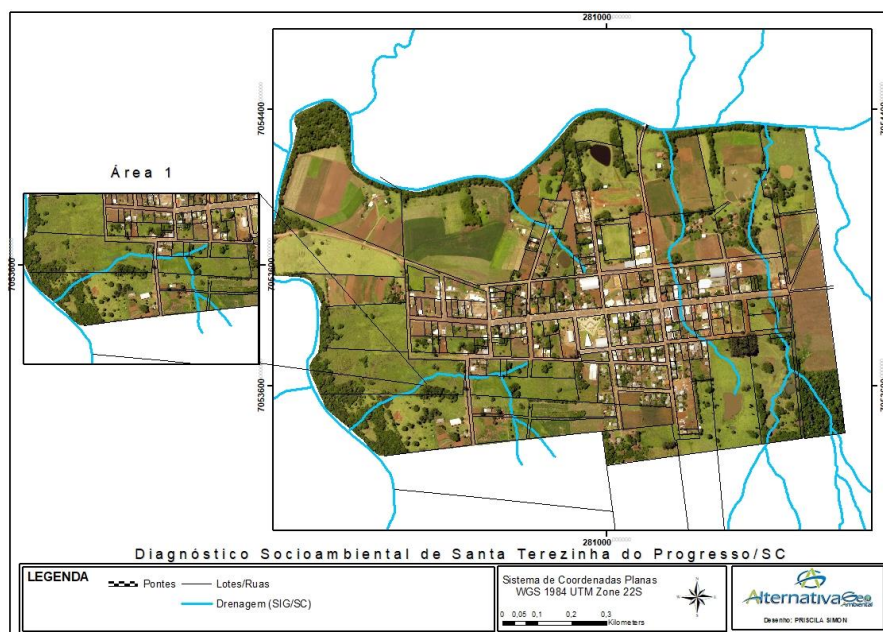 281000
7054400
7054400
Área 1
7053600
7053600
7053600
281000
Diagnóstico Socioambiental de Santa Terezinha do Progresso/SC
LEGENDA
Pontes
Lotes/Ruas
Drenagem (SIG/SC)
Sistema de Coordenadas Planas
WGS 1984 UTM Zone 22S
0 0,05 0,1 0,2 0,3
Kilometers
AlternativaGeo
Ambiental
Desenho: PRISCILA SIMON